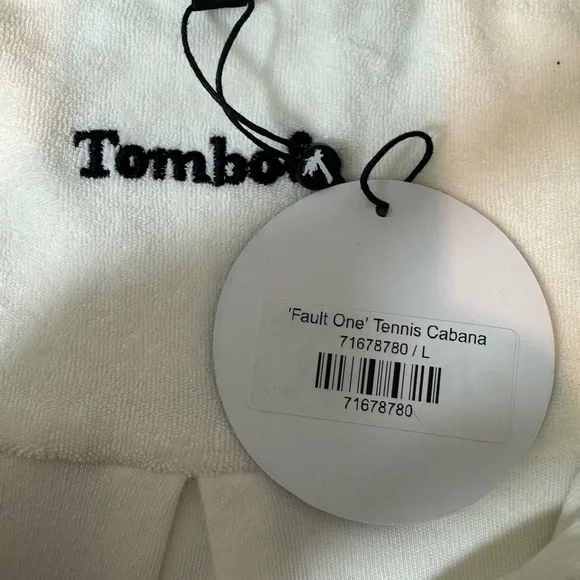 Tombo
'Fault One' Tennis Cabana
71678780 / L
71678780